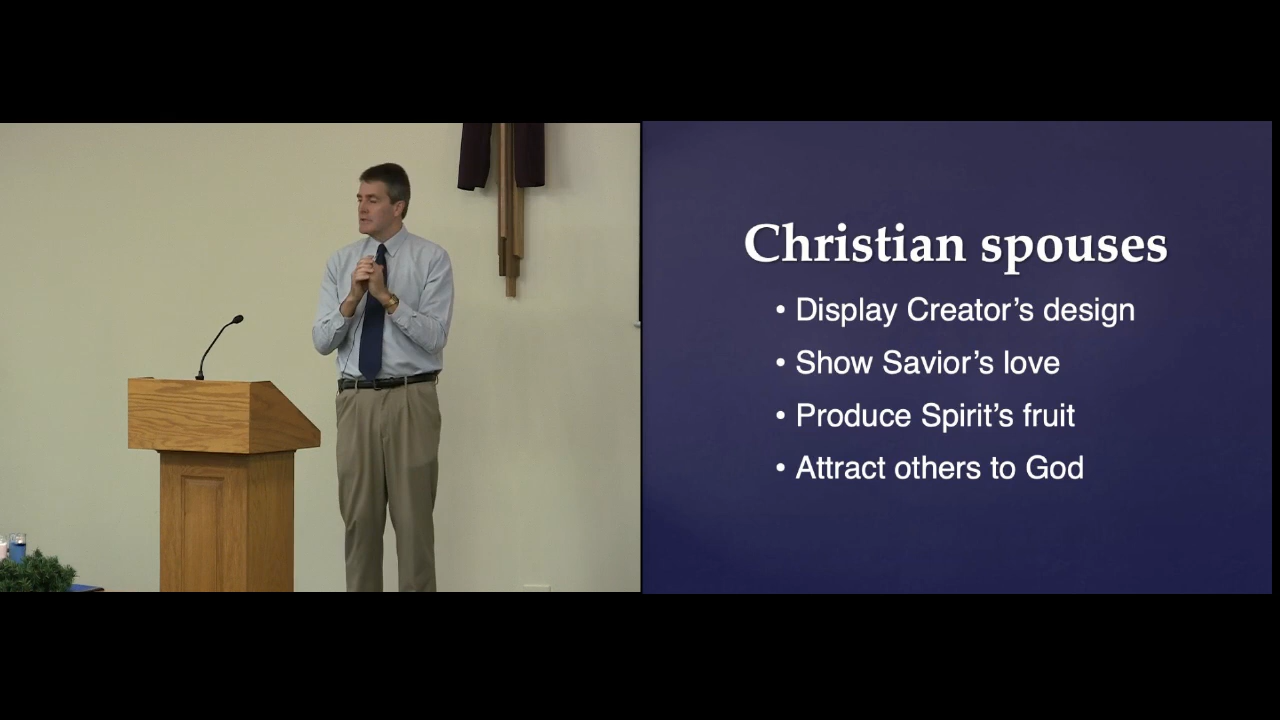 Christian spouses
• Display Creator’s design
• Show Savior’s love
• Produce Spirit’s fruit
• Attract others to God